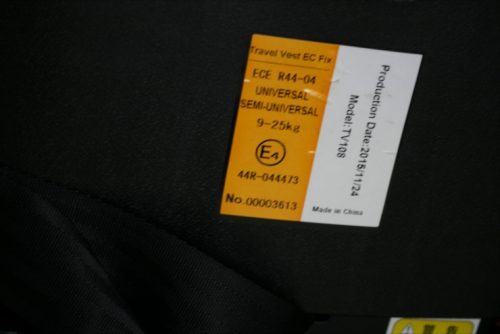 Travel Vest EC Fix
ECE R44-04
UNIVERSAL
SEMI-UNIVERSAL
9-25kg
E4
44R-044473
No.00003613
Production Date:2015/11/24
Model:TV108
Made in China